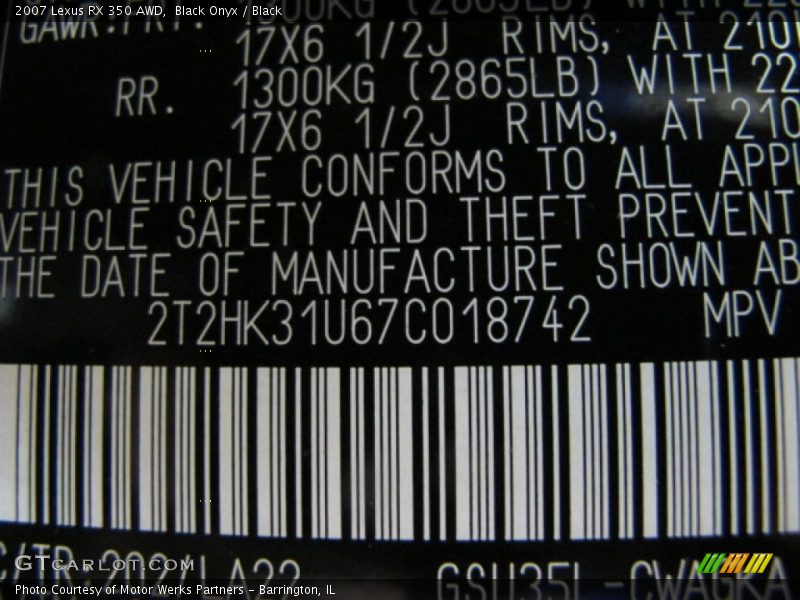 2007 Lexus RX 350 AWD, Black Onyx / Black
17X6 1/2J RIMS, AT 210
RR. 1300KG (2865LB) WITH 22
17X6 1/2J RIMS, AT 210
THIS VEHICLE CONFORMS TO ALL APPL
VEHICLE SAFETY AND THEFT PREVENT
THE DATE OF MANUFACTURE SHOWN AB
2T2HK31U67C018742 MPV
GTCARLOT.COM
Photo Courtesy of Motor Werks Partners - Barrington, IL